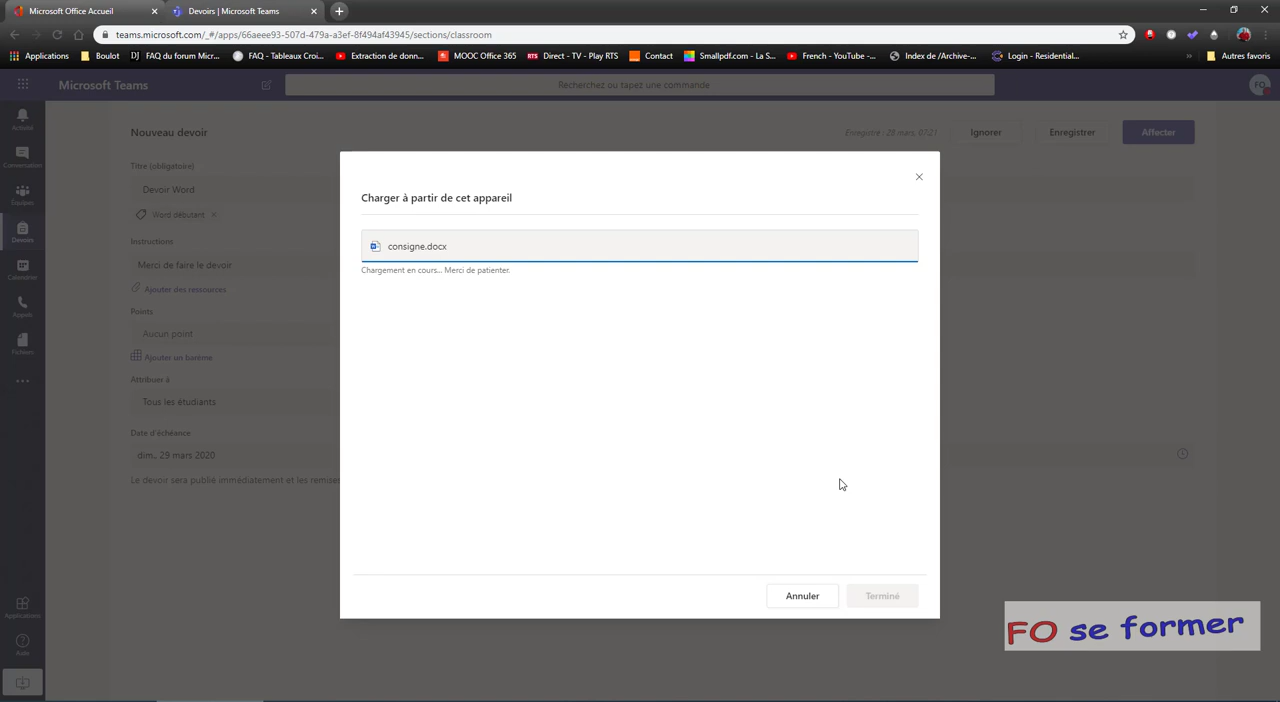 Microsoft Office Accueil
Devoirs | Microsoft Teams
teams.microsoft.com/_#/apps/66aeee93-507d-479a-a3ef-8f494af43945/sections/classroom
Applications
Boulot
FAQ du forum Micr...
FAQ - Tableaux Croi...
Extraction de donn...
MOOC Office 365
RTS
Direct - TV - Play RTS
Contact
Smallpdf.com - La S...
French - YouTube -...
Index de /Archive-...
Login - Residential...
»
Autres favoris
Microsoft Teams
Recherchez ou tapez une commande
FO
Activité
Conversation
Équipes
Devoirs
Calendrier
Appels
Fichiers
Applications
Aide
Nouveau devoir
Enregistré : 28 mars, 07:21
Ignorer
Enregistrer
Affecter
Titre (obligatoire)
Devoir Word
Word débutant
Instructions
Merci de faire le devoir
Ajouter des ressources
Points
Aucun point
Ajouter un barème
Attribuer à
Tous les étudiants
Date d'échéance
dim., 29 mars 2020
Le devoir sera publié immédiatement et les remises
Charger à partir de cet appareil
consigne.docx
Chargement en cours... Merci de patienter.
Annuler
Terminé
FO se former